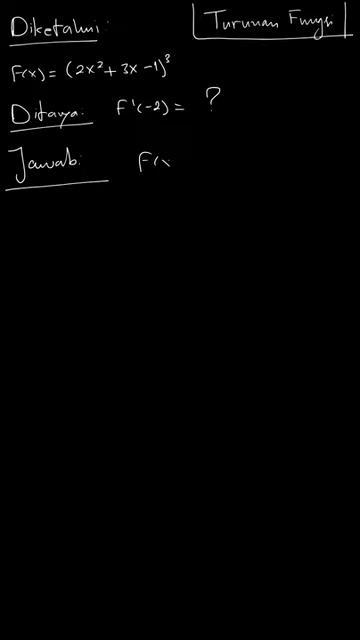 Diketahui: Turunan Fungsi
F(x) = (2x² + 3x - 1)³
Ditanya: F'(-2) = ?
Jawab: F(x